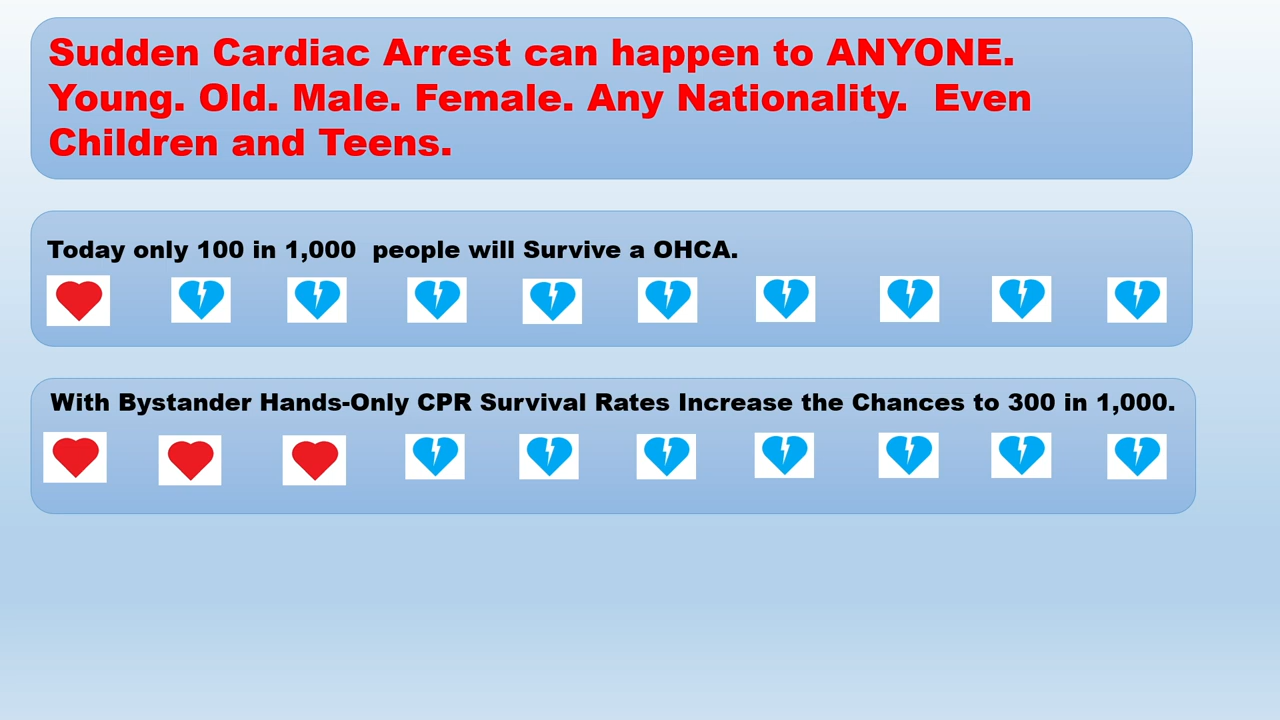 Sudden Cardiac Arrest can happen to ANYONE.
Young. Old. Male. Female. Any Nationality.  Even
Children and Teens.
Today only 100 in 1,000  people will Survive a OHCA.
With Bystander Hands-Only CPR Survival Rates Increase the Chances to 300 in 1,000.